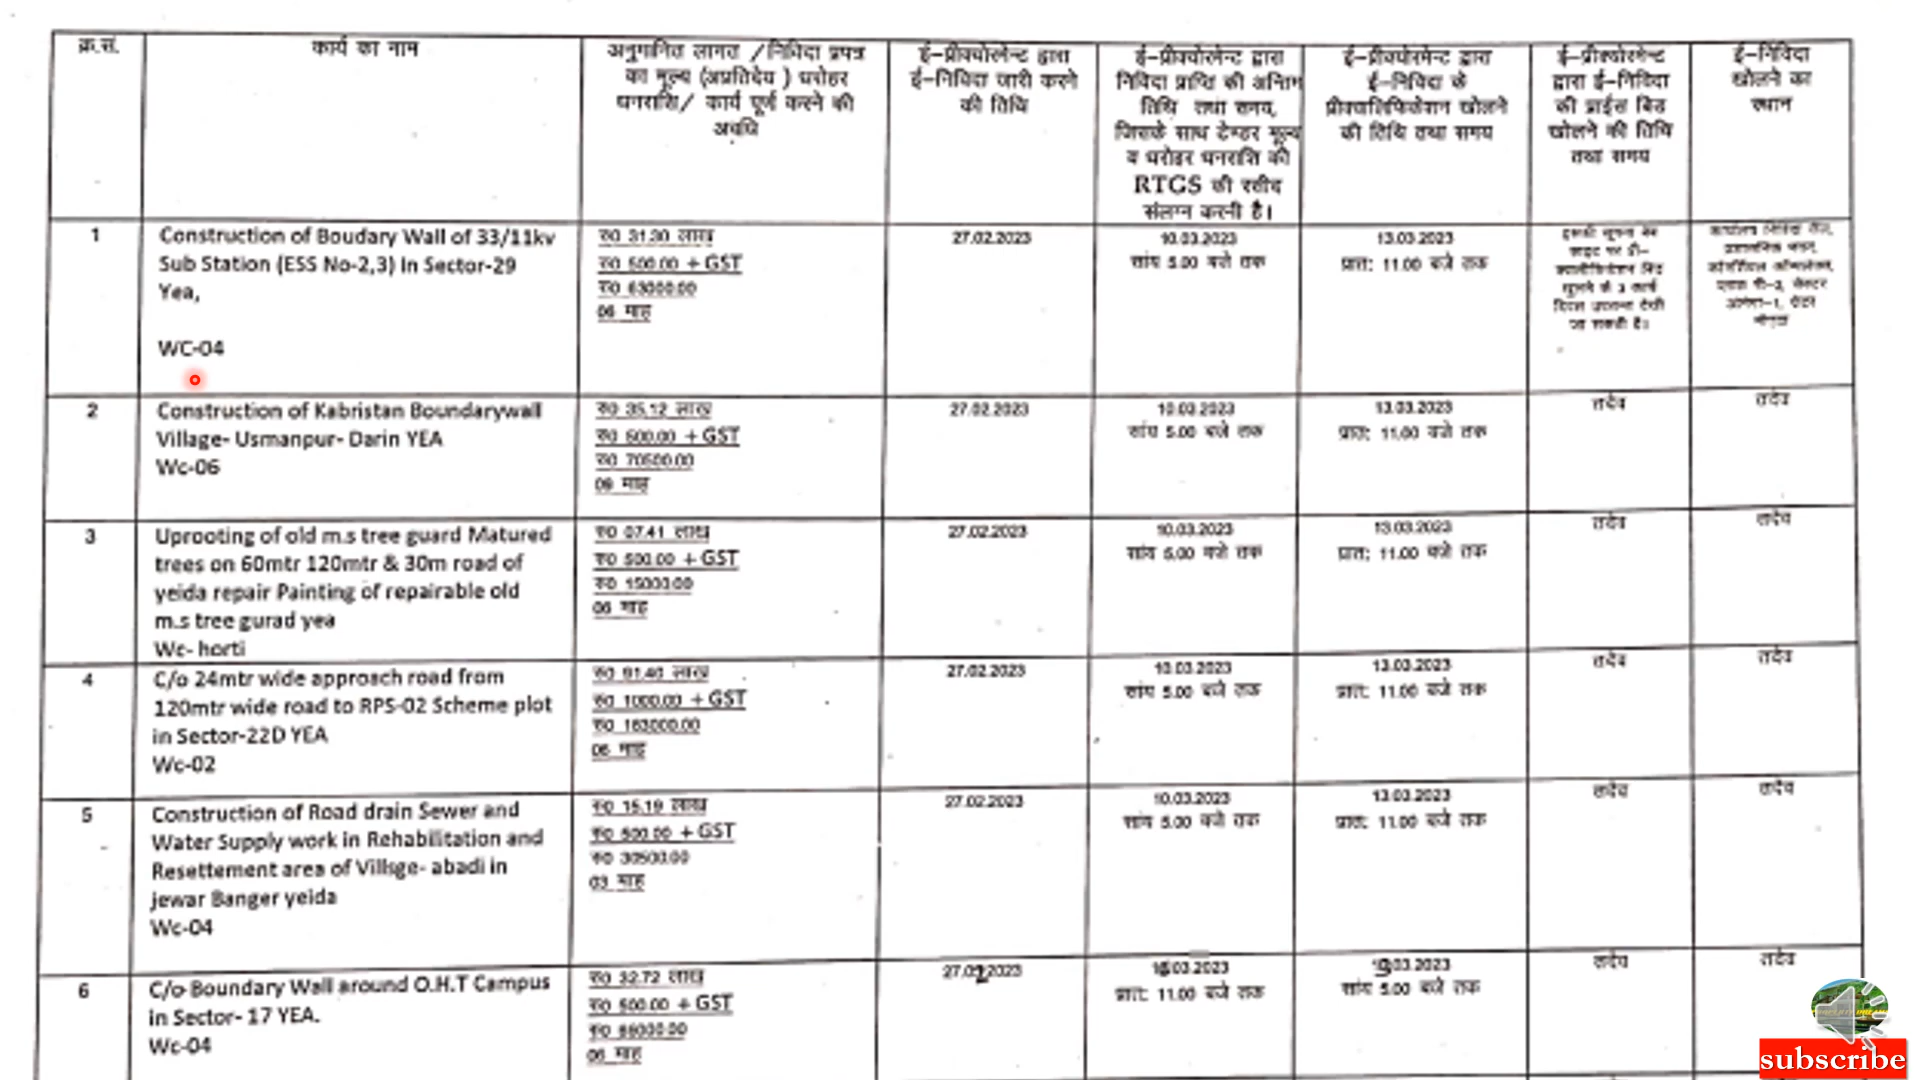 क्र.सं.
कार्य का नाम
अनुमानित लागत /निविदा प्रपत्र
का मूल्य (अप्रतिदेय ) धरोहर
धनराशि/ कार्य पूर्ण करने की
अवधि
ई-प्रीक्योरमेन्ट द्वारा
ई-निविदा जारी करने
की तिथि
ई-प्रीक्योरमेन्ट द्वारा
निविदा प्राप्ति की अन्तिम
तिथि तथा समय,
जिसके साथ टेण्डर मूल्य
व धरोहर धनराशि की
RTGS की रसीद
संलग्न करनी है।
ई-प्रीक्योरमेन्ट द्वारा
ई-निविदा के
प्रीक्वालिफिकेशन खोलने
की तिथि तथा समय
ई-प्रीक्योरमेन्ट
द्वारा ई-निविदा
की प्राईस बिड
खोलने की तिथि
तथा समय
ई-निविदा
खोलने का
स्थान
1
Construction of Boudary Wall of 33/11kv
Sub Station (ESS No-2,3) In Sector-29
Yea,
WC-04
रु0 31.30 लाख
रु0 500.00 + GST
रु0 63000.00
06 माह
27.02.2023
10.03.2023
सांय 5.00 बजे तक
13.03.2023
प्रात: 11.00 बजे तक
इसकी सूचना वेब
साइट पर प्री-
खुलने के 3 कार्य
जा सकती है।
2
Construction of Kabristan Boundarywall
Village- Usmanpur- Darin YEA
Wc-06
रु0 35.12 लाख
रु0 500.00 + GST
रु0 70500.00
06 माह
27.02.2023
10.03.2023
सांय 5.00 बजे तक
13.03.2023
प्रात: 11.00 बजे तक
तदैव
तदैव
3
Uprooting of old m.s tree guard Matured
trees on 60mtr 120mtr & 30m road of
yeida repair Painting of repairable old
m.s tree gurad yea
Wc- horti
रु0 07.41 लाख
रु0 500.00 + GST
रु0 15000.00
06 माह
27.02.2023
10.03.2023
सांय 5.00 बजे तक
13.03.2023
प्रात: 11.00 बजे तक
तदैव
तदैव
4
C/o 24mtr wide approach road from
120mtr wide road to RPS-02 Scheme plot
in Sector-22D YEA
Wc-02
रु0 91.40 लाख
रु0 1000.00 + GST
रु0 183000.00
06 माह
27.02.2023
10.03.2023
सांय 5.00 बजे तक
13.03.2023
प्रात: 11.00 बजे तक
तदैव
तदैव
5
Construction of Road drain Sewer and
Water Supply work in Rehabilitation and
Resettement area of Villsge- abadi in
jewar Banger yeida
Wc-04
रु0 15.19 लाख
रु0 500.00 + GST
रु0 30500.00
03 माह
27.02.2023
10.03.2023
सांय 5.00 बजे तक
13.03.2023
प्रात: 11.00 बजे तक
तदैव
तदैव
6
C/o Boundary Wall around O.H.T Campus
in Sector- 17 YEA.
Wc-04
रु0 32.72 लाख
रु0 500.00 + GST
रु0 66000.00
06 माह
27.02.2023
प्रात: 11.00 बजे तक
सांय 5.00 बजे तक
तदैव
तदैव
subscribe